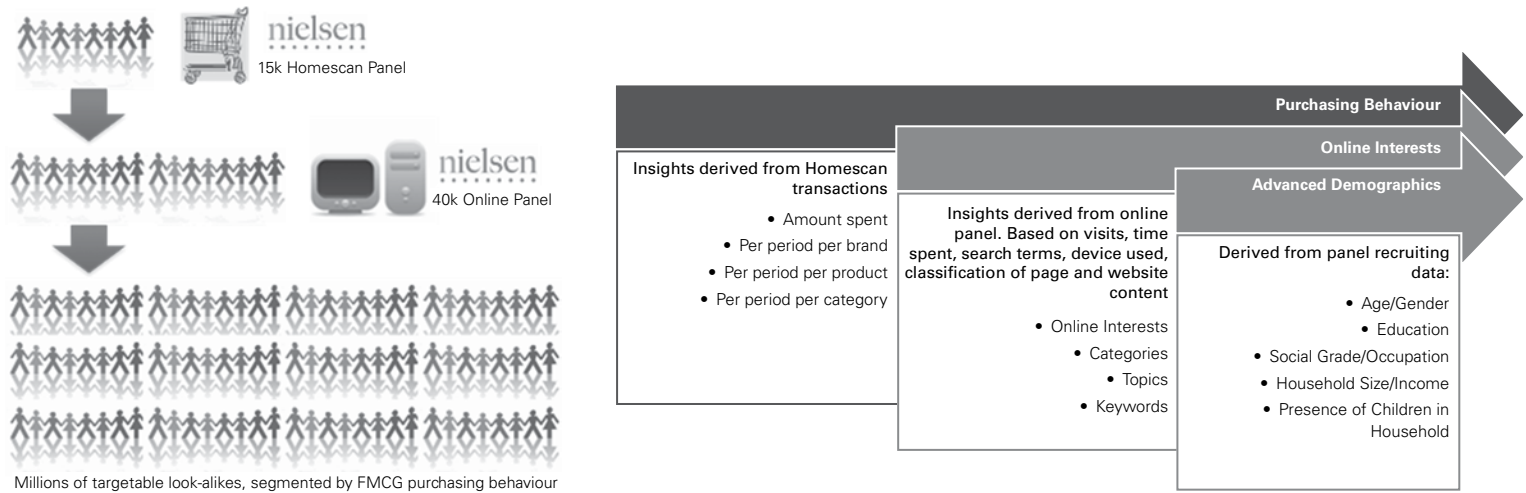 nielsen
15k Homescan Panel
nielsen
40k Online Panel
Millions of targetable look-alikes, segmented by FMCG purchasing behaviour
Purchasing Behaviour
Online Interests
Advanced Demographics
Insights derived from Homescan
transactions
• Amount spent
• Per period per brand
• Per period per product
• Per period per category
Insights derived from online
panel. Based on visits, time
spent, search terms, device used,
classification of page and website
content
• Online Interests
• Categories
• Topics
• Keywords
Derived from panel recruiting
data:
• Age/Gender
• Education
• Social Grade/Occupation
• Household Size/Income
• Presence of Children in
Household